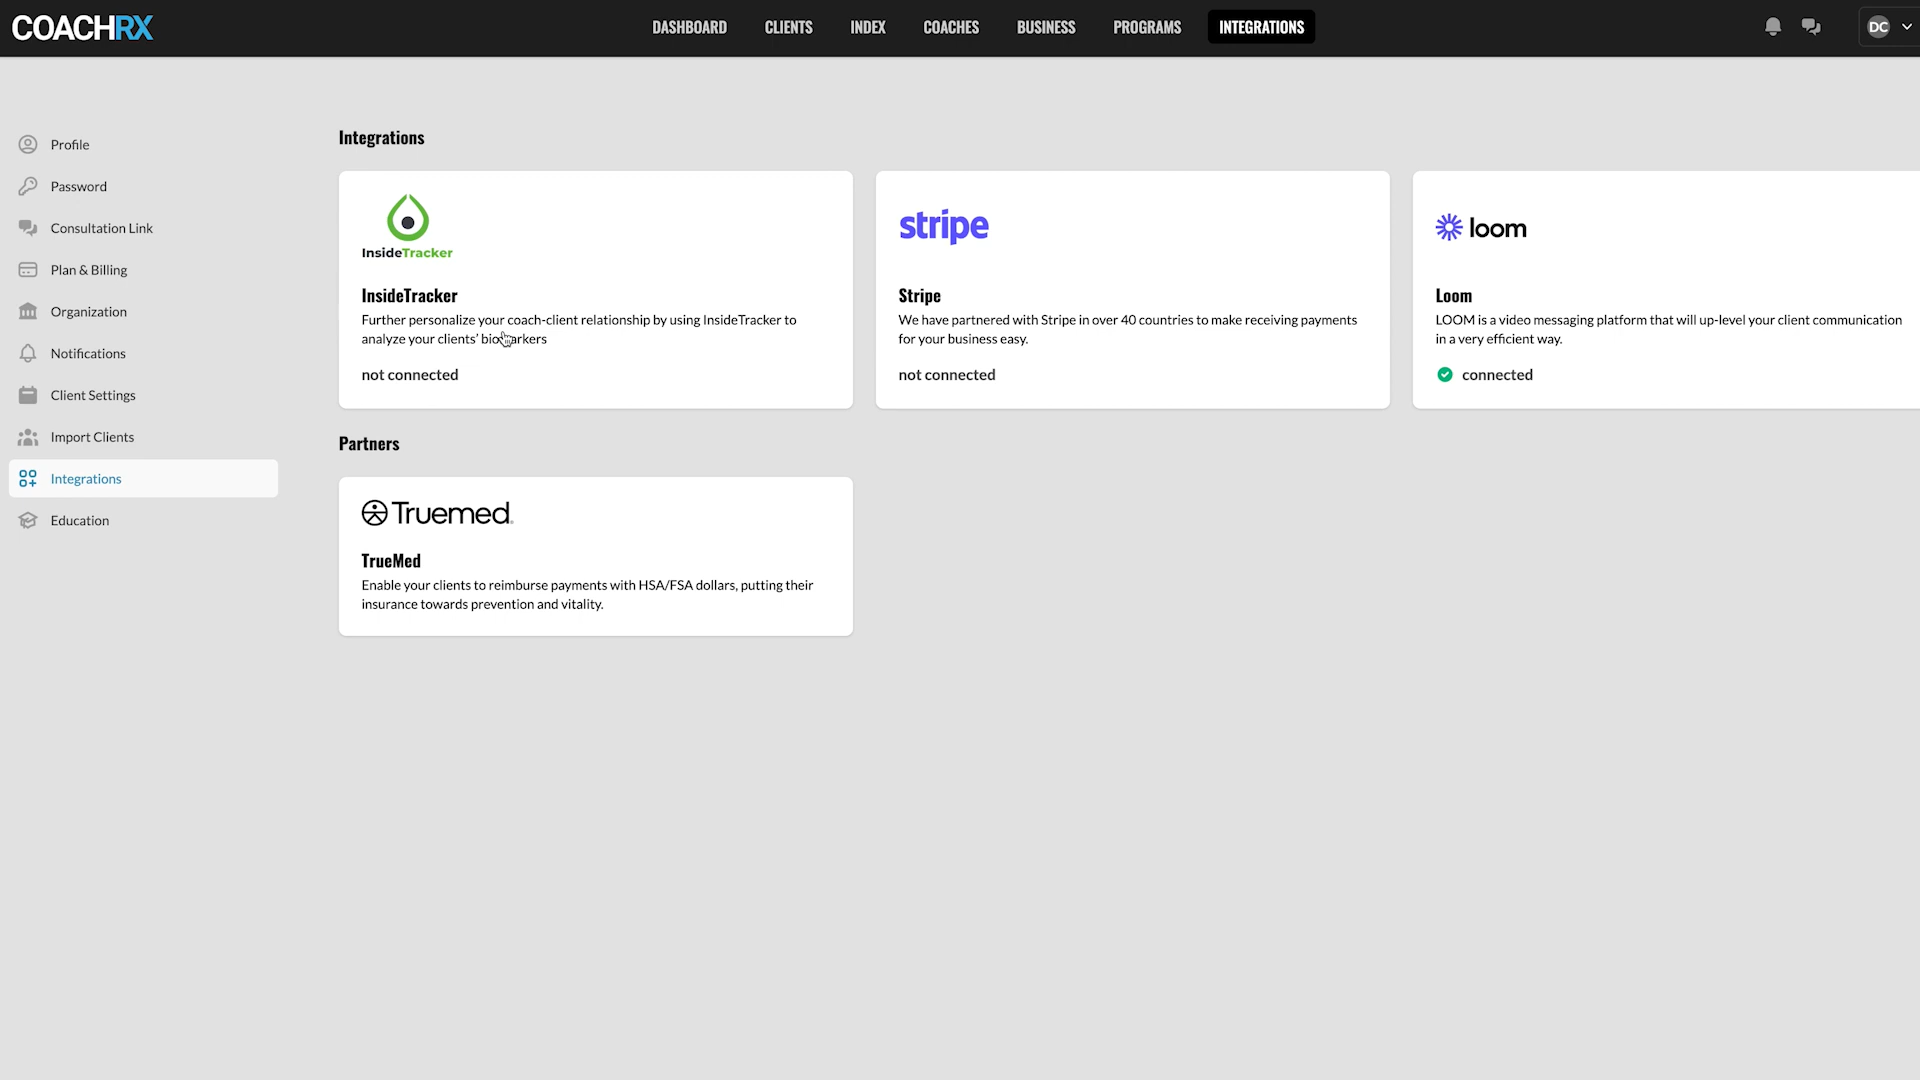 COACHRX
DASHBOARD
CLIENTS
INDEX
COACHES
BUSINESS
PROGRAMS
INTEGRATIONS
DC
Profile
Password
Consultation Link
Plan & Billing
Organization
Notifications
Client Settings
Import Clients
Integrations
Education
Integrations
InsideTracker
InsideTracker
Further personalize your coach-client relationship by using InsideTracker to
analyze your clients' biomarkers
not connected
stripe
Stripe
We have partnered with Stripe in over 40 countries to make receiving payments
for your business easy.
not connected
loom
Loom
LOOM is a video messaging platform that will up-level your client communication
in a very efficient way.
connected
Partners
Truemed.
TrueMed
Enable your clients to reimburse payments with HSA/FSA dollars, putting their
insurance towards prevention and vitality.